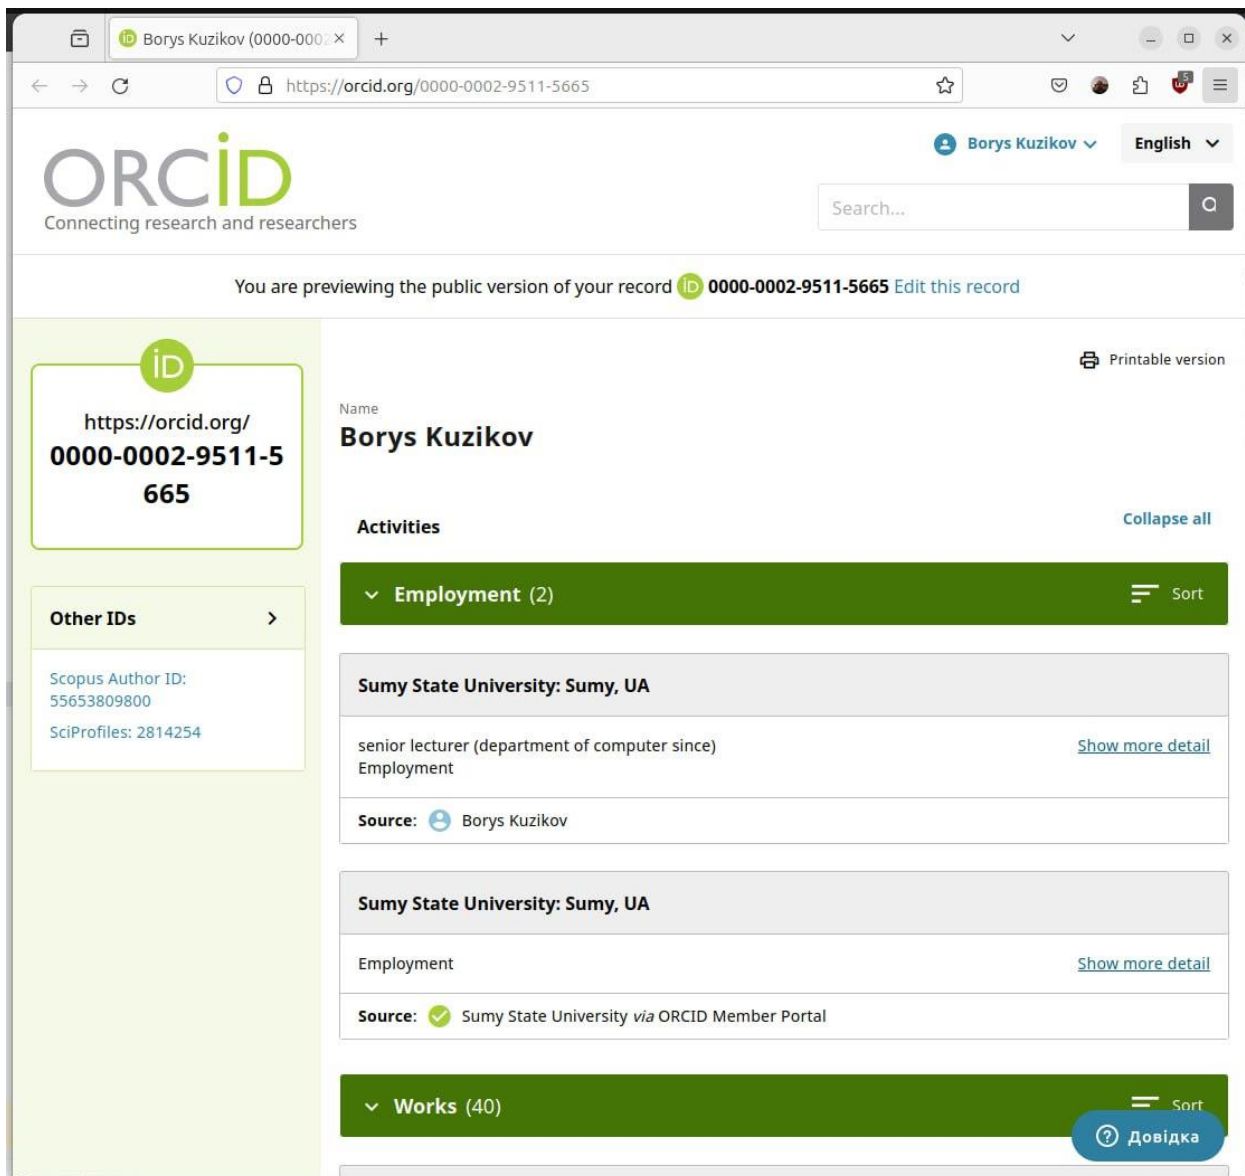 Borys Kuzikov (0000-000
https://orcid.org/0000-0002-9511-5665
5
ORCiD
Connecting research and researchers
Borys Kuzikov
English
Search...
You are previewing the public version of your record iD 0000-0002-9511-5665 Edit this record
iD
https://orcid.org/
0000-0002-9511-5
665
Other IDs
Scopus Author ID:
55653809800
SciProfiles: 2814254
Printable version
Name
Borys Kuzikov
Activities
Collapse all
Employment (2)
Sort
Sumy State University: Sumy, UA
senior lecturer (department of computer since)
Show more detail
Employment
Source: Borys Kuzikov
Sumy State University: Sumy, UA
Employment
Show more detail
Source: Sumy State University via ORCID Member Portal
Works (40)
Sort
Довідка